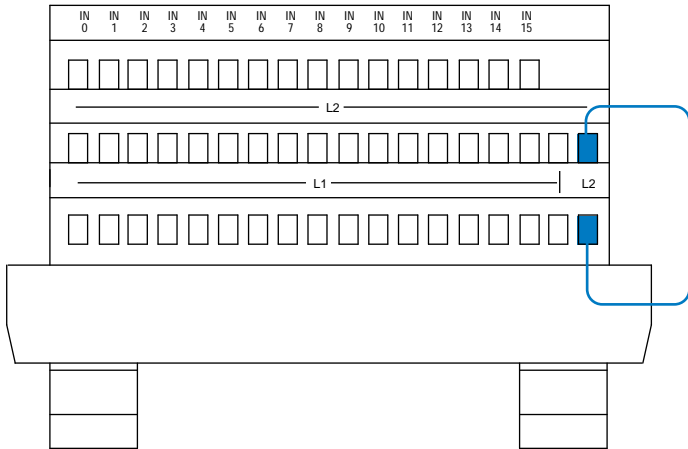 IN IN IN IN IN IN IN IN IN IN IN IN IN IN IN IN
0 1 2 3 4 5 6 7 8 9 10 11 12 13 14 15
L2
L1 L2